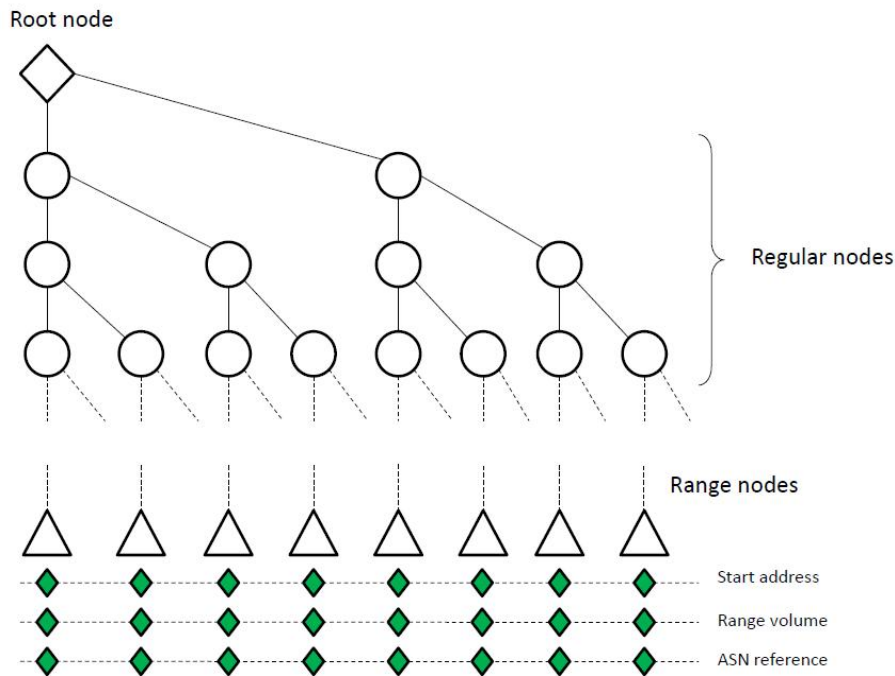 Root node
Regular nodes
Range nodes
Start address
Range volume
ASN reference